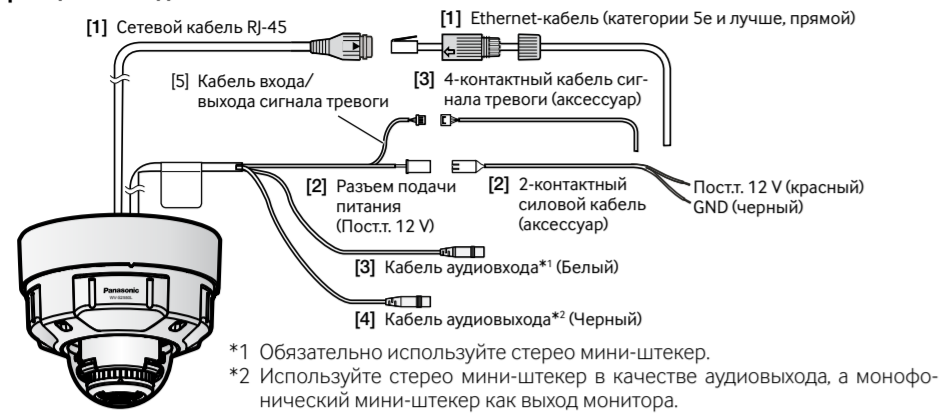 [1] Сетевой кабель RJ-45
[1] Ethernet-кабель (категории 5e и лучше, прямой)
[5] Кабель входа/
выхода сигнала тревоги
[3] 4-контактный кабель сиг-
нала тревоги (аксессуар)
[2] Разъем подачи
питания
(Пост.т. 12 V)
[2] 2-контактный
силовой кабель
(аксессуар)
Пост.т. 12 V (красный)
GND (черный)
[3] Кабель аудиовхода*1 (Белый)
[4] Кабель аудиовыхода*2 (Черный)
Panasonic
*1 Обязательно используйте стерео мини-штекер.
*2 Используйте стерео мини-штекер в качестве аудиовыхода, а монофо-
нический мини-штекер как выход монитора.